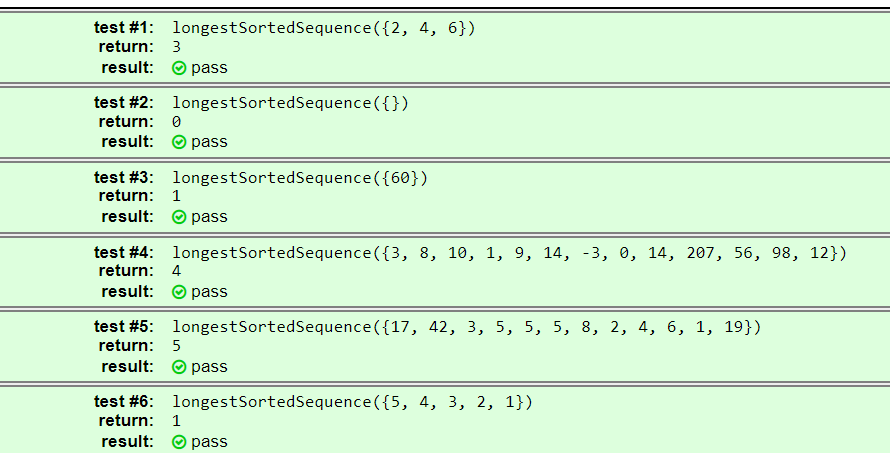 test #1: longestSortedSequence({2, 4, 6})
return: 3
result: pass
test #2: longestSortedSequence({})
return: 0
result: pass
test #3: longestSortedSequence({60})
return: 1
result: pass
test #4: longestSortedSequence({3, 8, 10, 1, 9, 14, -3, 0, 14, 207, 56, 98, 12})
return: 4
result: pass
test #5: longestSortedSequence({17, 42, 3, 5, 5, 5, 8, 2, 4, 6, 1, 19})
return: 5
result: pass
test #6: longestSortedSequence({5, 4, 3, 2, 1})
return: 1
result: pass